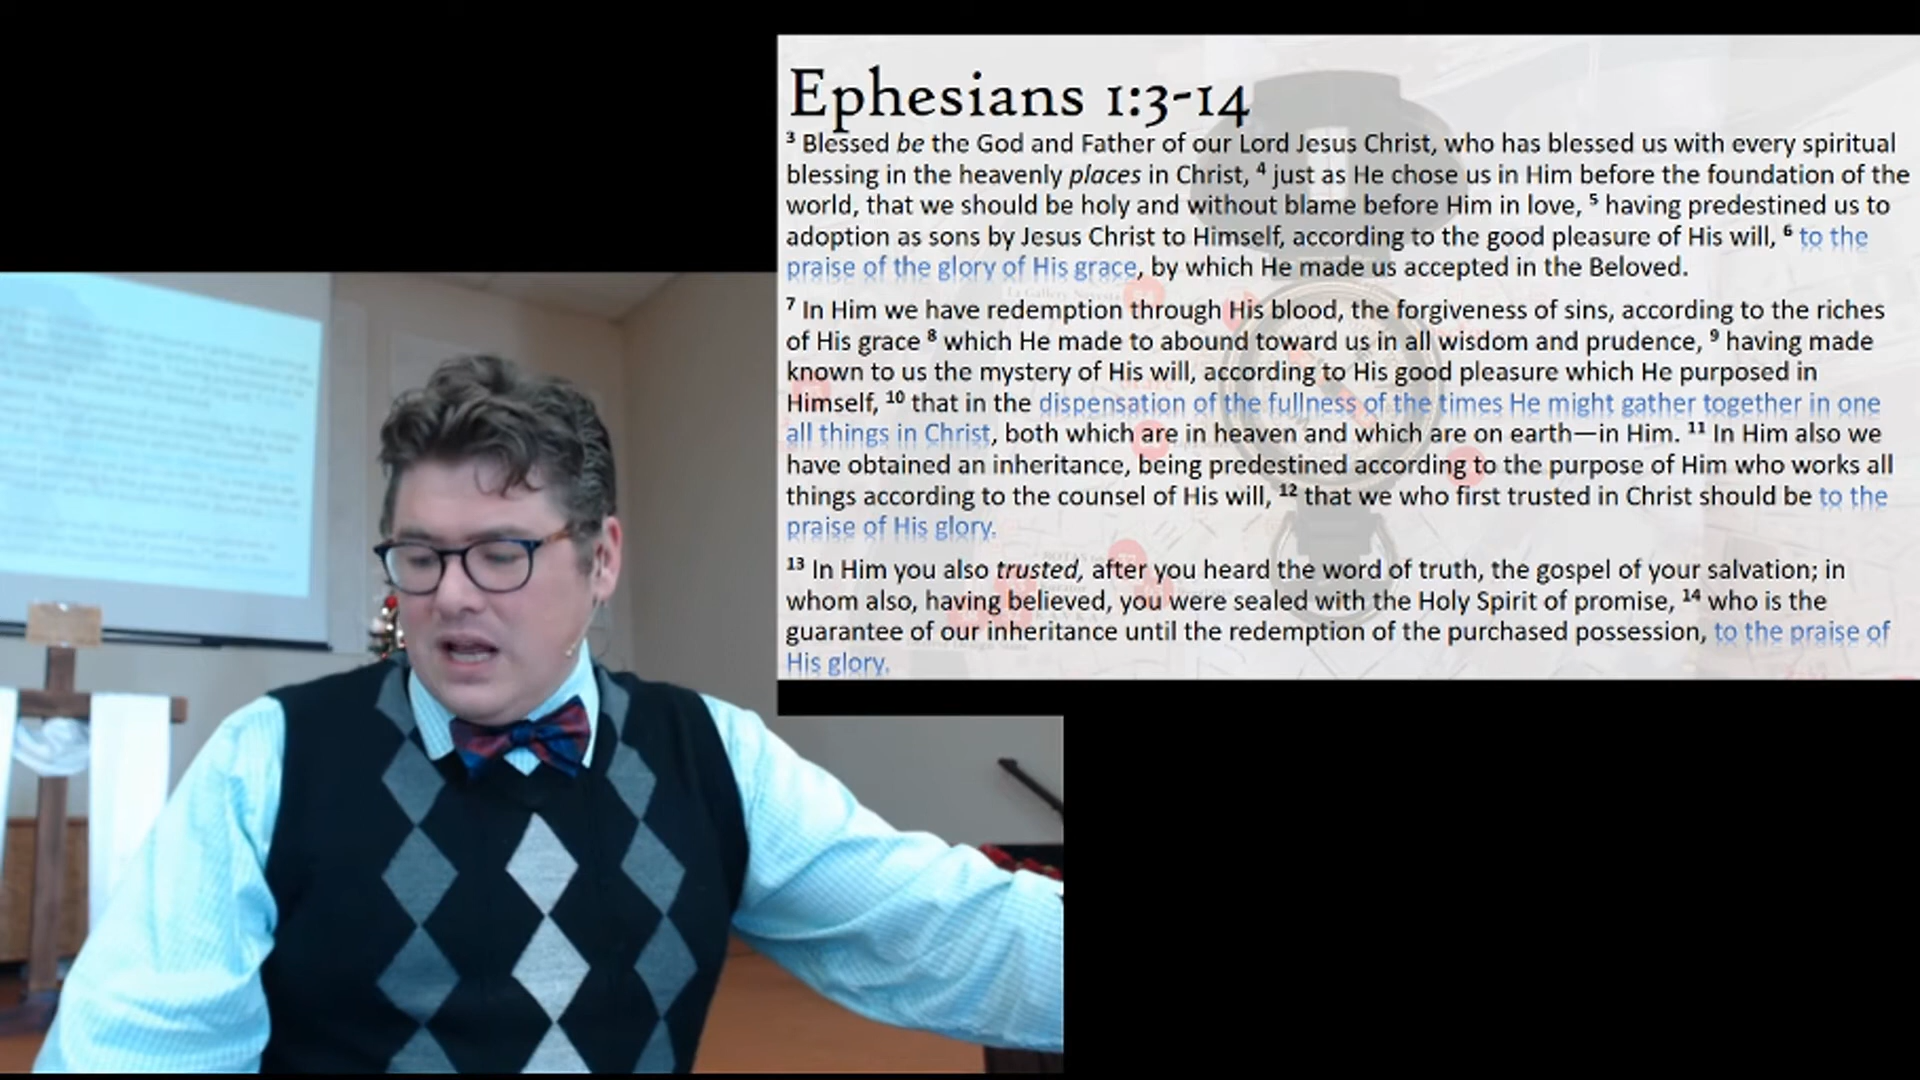 Ephesians 1:3-14
³ Blessed be the God and Father of our Lord Jesus Christ, who has blessed us with every spiritual
blessing in the heavenly places in Christ, ⁴ just as He chose us in Him before the foundation of the
world, that we should be holy and without blame before Him in love, ⁵ having predestined us to
adoption as sons by Jesus Christ to Himself, according to the good pleasure of His will, ⁶ to the
praise of the glory of His grace, by which He made us accepted in the Beloved.
⁷ In Him we have redemption through His blood, the forgiveness of sins, according to the riches
of His grace ⁸ which He made to abound toward us in all wisdom and prudence, ⁹ having made
known to us the mystery of His will, according to His good pleasure which He purposed in
Himself, ¹⁰ that in the dispensation of the fullness of the times He might gather together in one
all things in Christ, both which are in heaven and which are on earth—in Him. ¹¹ In Him also we
have obtained an inheritance, being predestined according to the purpose of Him who works all
things according to the counsel of His will, ¹² that we who first trusted in Christ should be to the
praise of His glory.
¹³ In Him you also trusted, after you heard the word of truth, the gospel of your salvation; in
whom also, having believed, you were sealed with the Holy Spirit of promise, ¹⁴ who is the
guarantee of our inheritance until the redemption of the purchased possession, to the praise of
His glory.